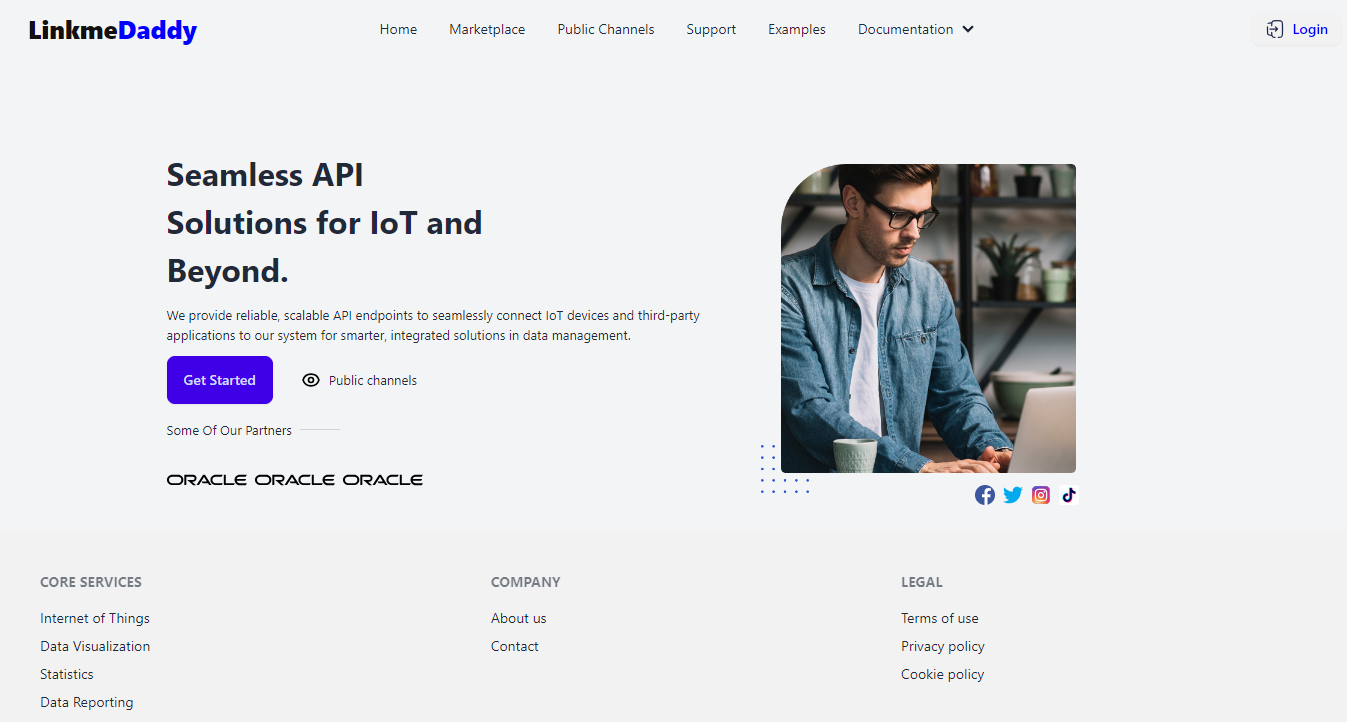 LinkmeDaddy
Home
Marketplace
Public Channels
Support
Examples
Documentation
Login
Seamless API
Solutions for IoT and
Beyond.
We provide reliable, scalable API endpoints to seamlessly connect IoT devices and third-party
applications to our system for smarter, integrated solutions in data management.
Get Started
Public channels
Some Of Our Partners
ORACLE ORACLE ORACLE
CORE SERVICES
Internet of Things
Data Visualization
Statistics
Data Reporting
COMPANY
About us
Contact
LEGAL
Terms of use
Privacy policy
Cookie policy